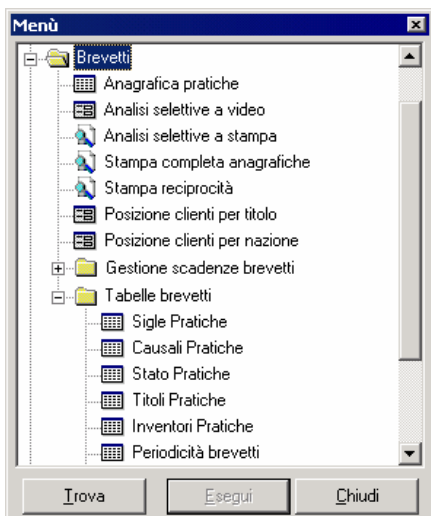 Menù
Brevetti
Anagrafica pratiche
Analisi selettive a video
Analisi selettive a stampa
Stampa completa anagrafiche
Stampa reciprocità
Posizione clienti per titolo
Posizione clienti per nazione
Gestione scadenze brevetti
Tabelle brevetti
Sigle Pratiche
Causali Pratiche
Stato Pratiche
Titoli Pratiche
Inventori Pratiche
Periodicità brevetti
Trova Esegui Chiudi